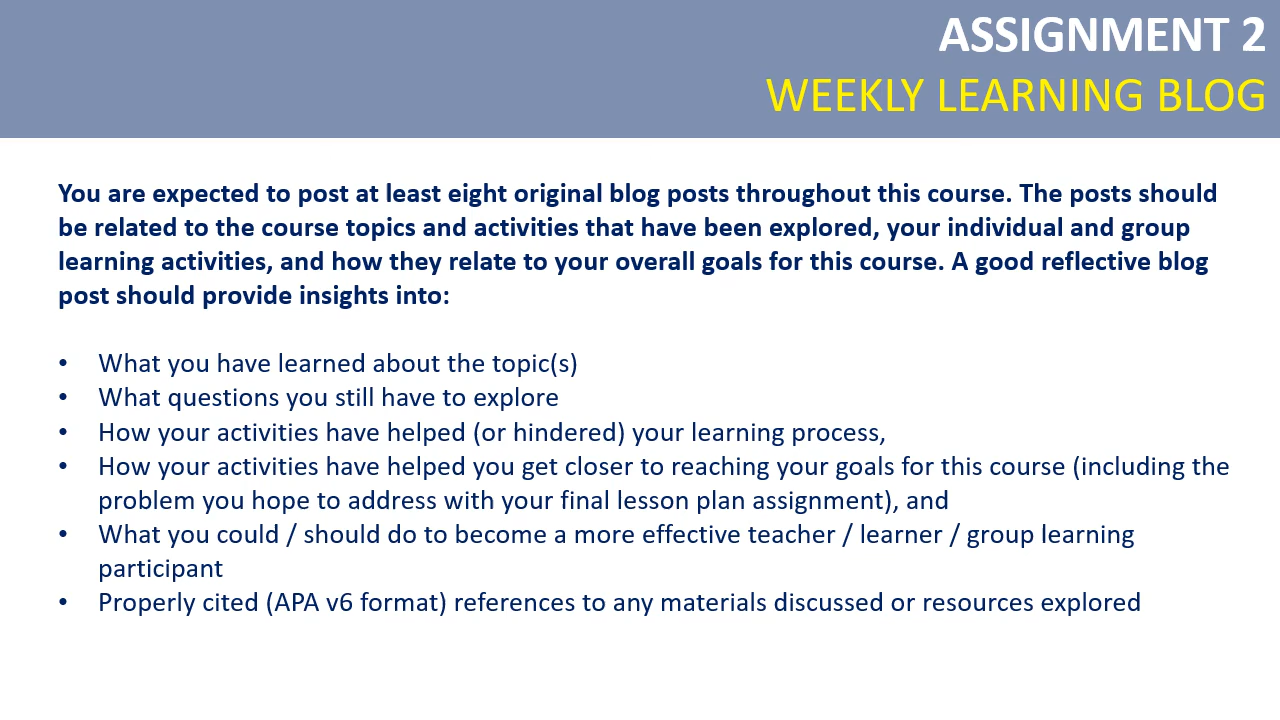 ASSIGNMENT 2
WEEKLY LEARNING BLOG
You are expected to post at least eight original blog posts throughout this course. The posts should
be related to the course topics and activities that have been explored, your individual and group
learning activities, and how they relate to your overall goals for this course. A good reflective blog
post should provide insights into:
• What you have learned about the topic(s)
• What questions you still have to explore
• How your activities have helped (or hindered) your learning process,
• How your activities have helped you get closer to reaching your goals for this course (including the
problem you hope to address with your final lesson plan assignment), and
• What you could / should do to become a more effective teacher / learner / group learning
participant
• Properly cited (APA v6 format) references to any materials discussed or resources explored